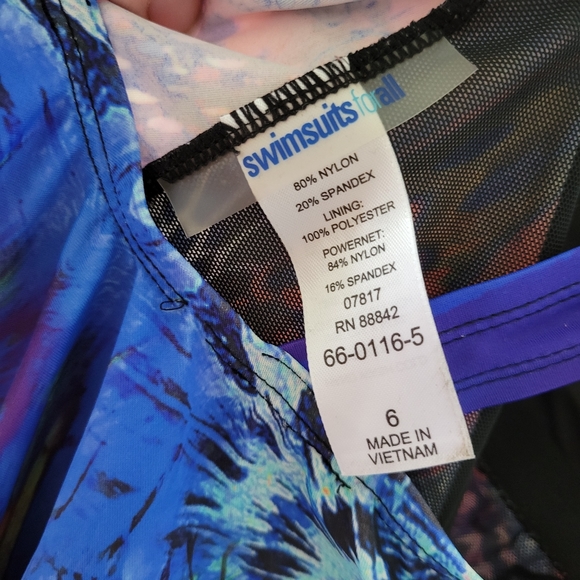 swimsuitsforall
80% NYLON
20% SPANDEX
LINING:
100% POLYESTER
POWERNET:
84% NYLON
16% SPANDEX
07817
RN 88842
66-0116-5
6
MADE IN
VIETNAM